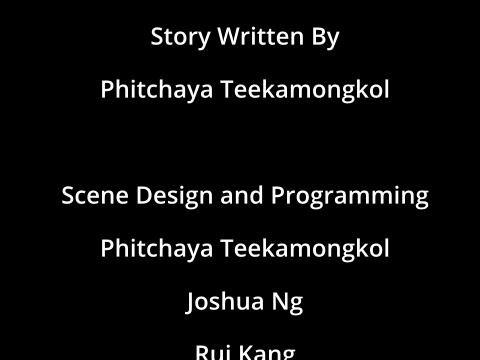 Story Written By
Phitchaya Teekamongkol
Scene Design and Programming
Phitchaya Teekamongkol
Joshua Ng
Rui Kang